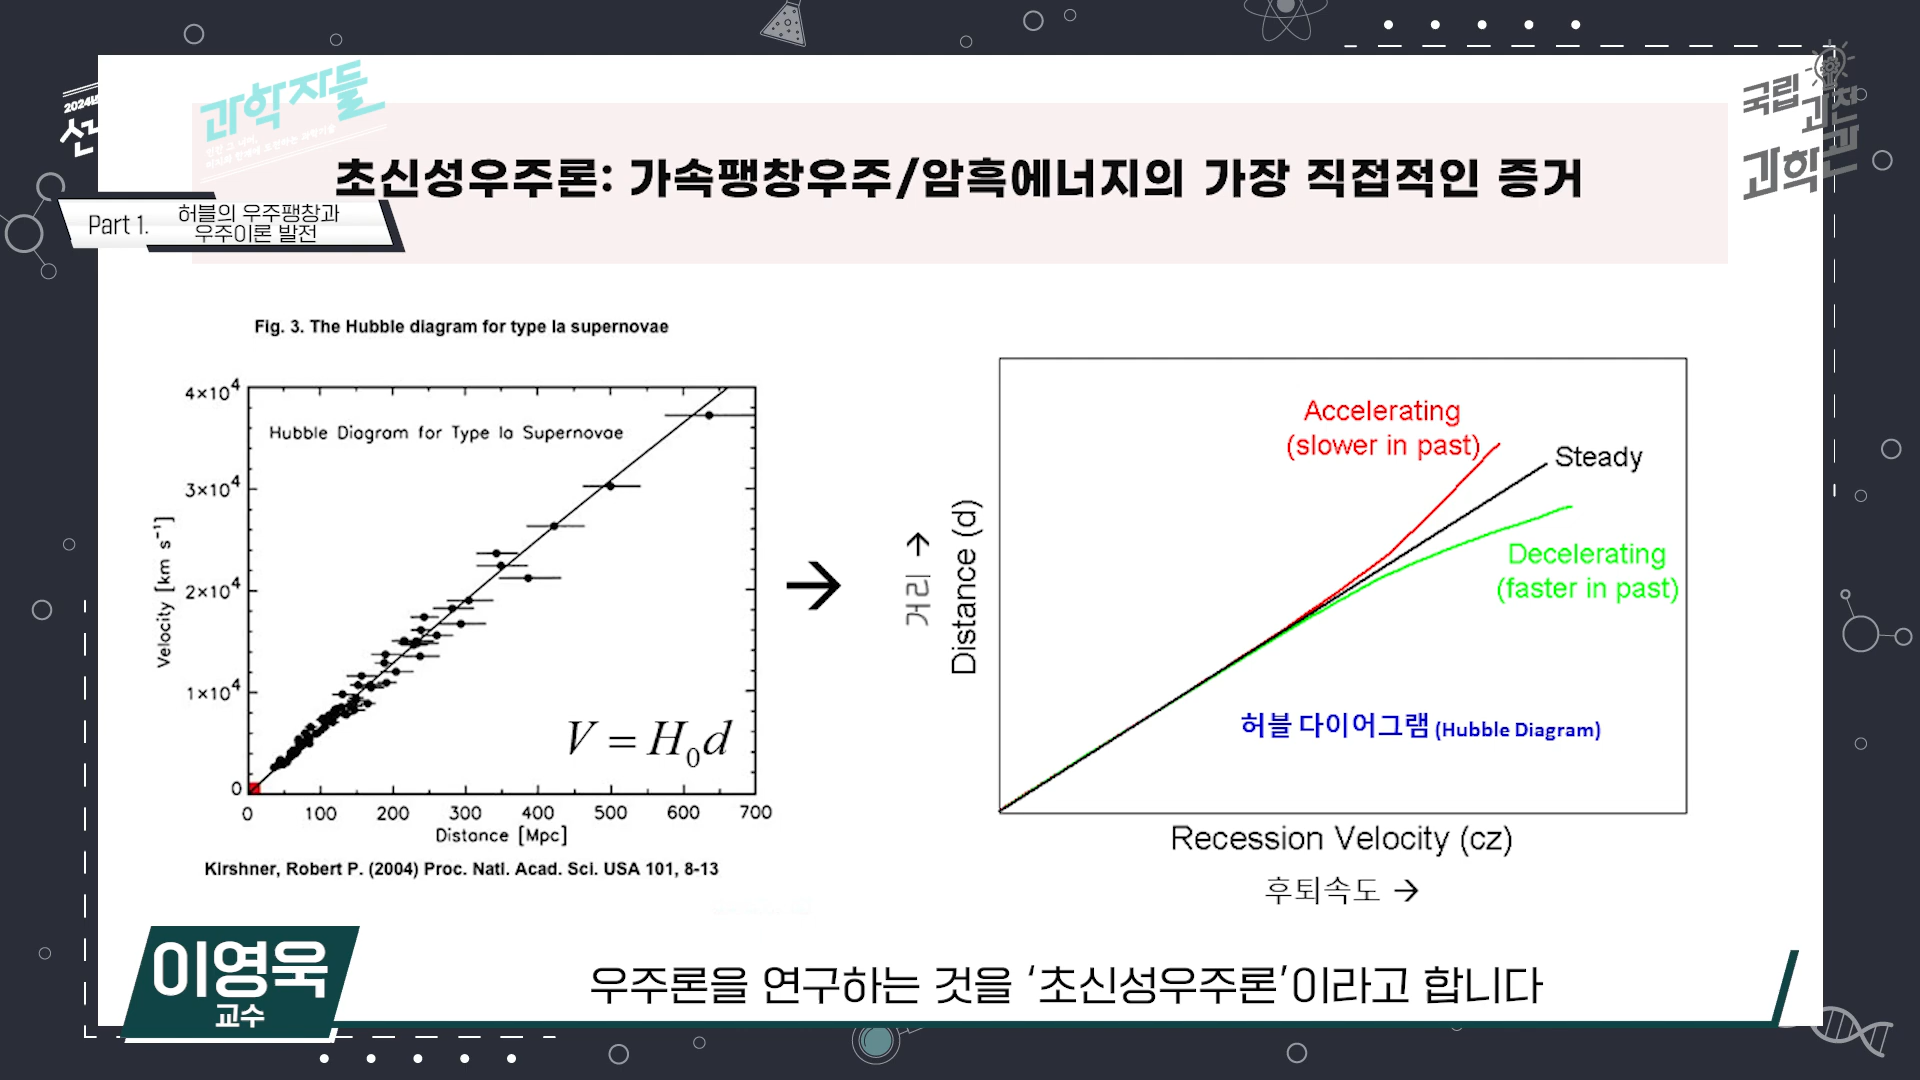 2024년
과학자들
국립
과천
과학관
초신성우주론: 가속팽창우주/암흑에너지의 가장 직접적인 증거
Part 1.
허블의 우주팽창과
우주이론 발전
Fig. 3. The Hubble diagram for type Ia supernovae
Hubble Diagram for Type Ia Supernovae
4×10⁴
3×10⁴
2×10⁴
1×10⁴
0
Velocity [km s⁻¹]
V = H₀d
0 100 200 300 400 500 600 700
Distance [Mpc]
Kirshner, Robert P. (2004) Proc. Natl. Acad. Sci. USA 101, 8-13
→
거리 →
Distance (d)
Accelerating
(slower in past)
Steady
Decelerating
(faster in past)
허블 다이어그램 (Hubble Diagram)
Recession Velocity (cz)
후퇴속도 →
이영욱
교수
우주론을 연구하는 것을 ‘초신성우주론’이라고 합니다